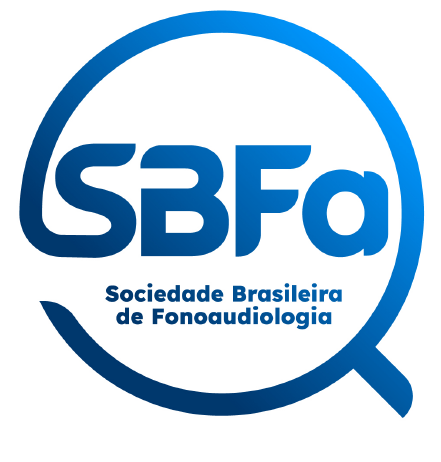 SBFa
Sociedade Brasileira
de Fonoaudiologia